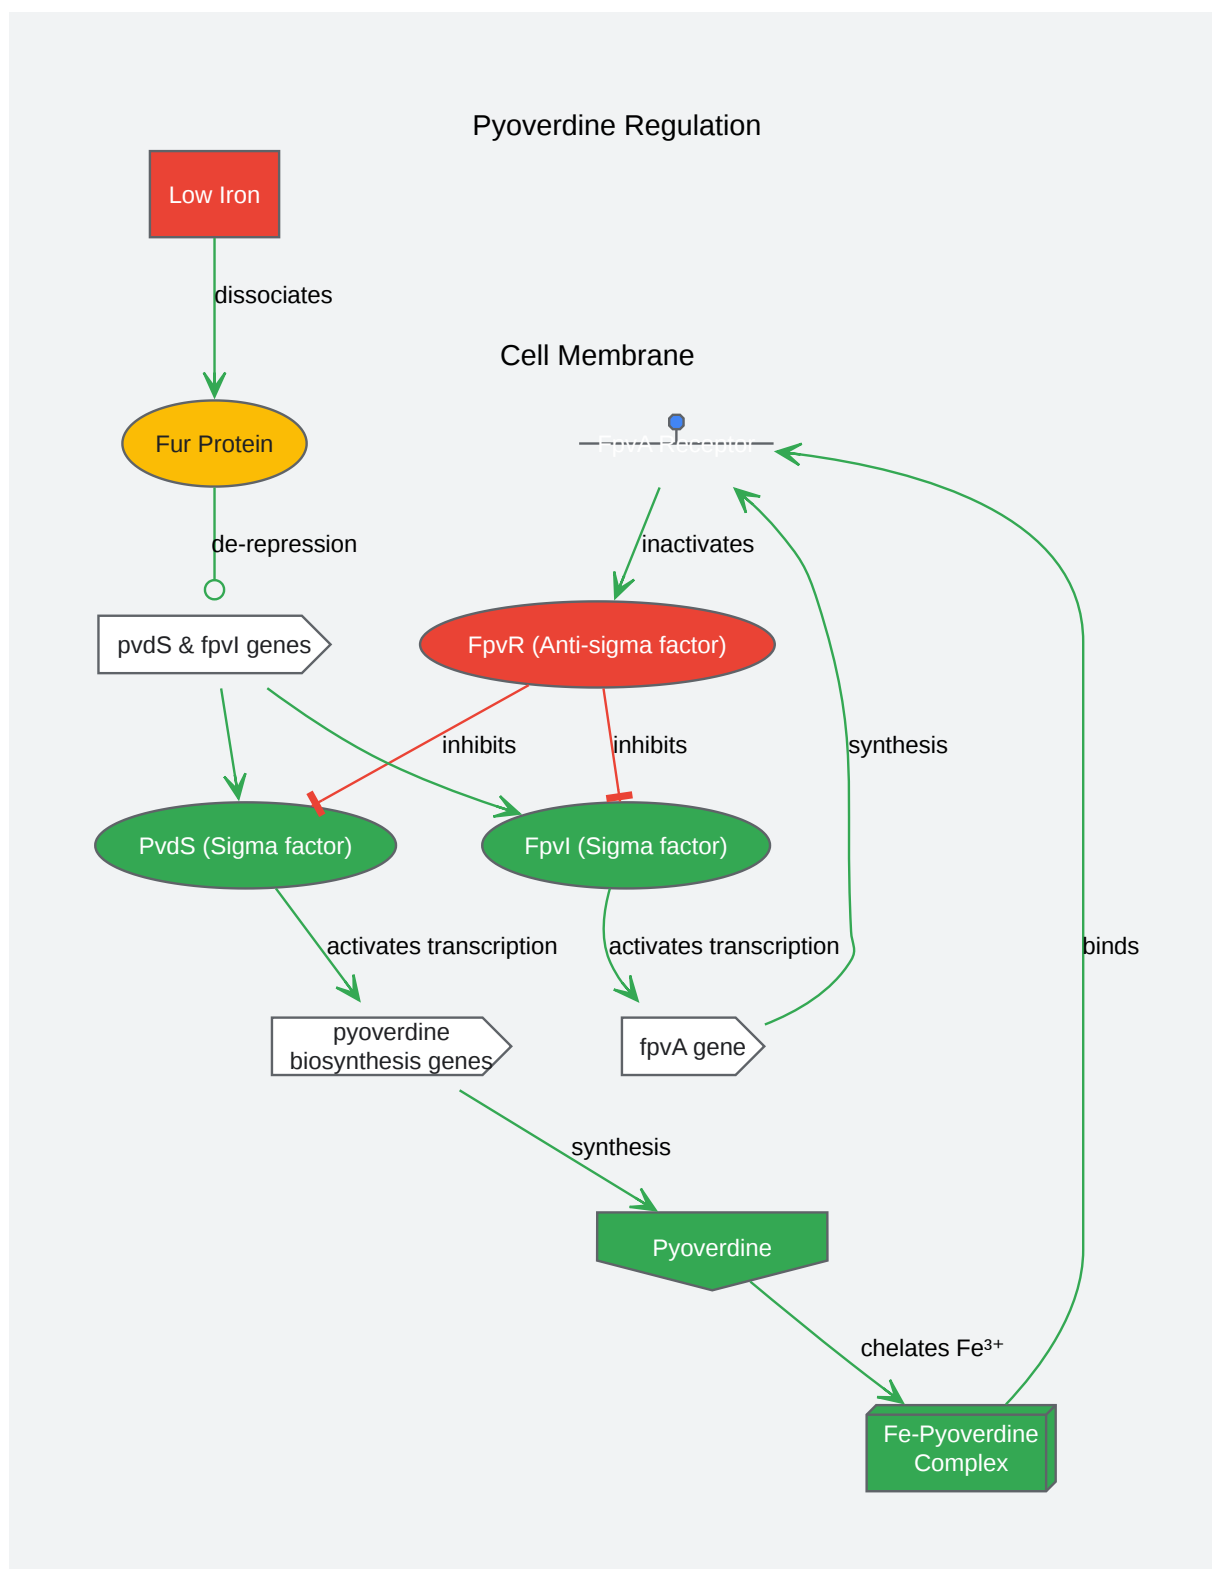 Pyoverdine Regulation
Low Iron
dissociates
Cell Membrane
Fur Protein
FpvA Receptor
de-repression
inactivates
pvdS & fpvI genes
FpvR (Anti-sigma factor)
inhibits
inhibits
synthesis
PvdS (Sigma factor)
FpvI (Sigma factor)
activates transcription
activates transcription
binds
pyoverdine
biosynthesis genes
fpvA gene
synthesis
Pyoverdine
chelates Fe³⁺
Fe-Pyoverdine
Complex